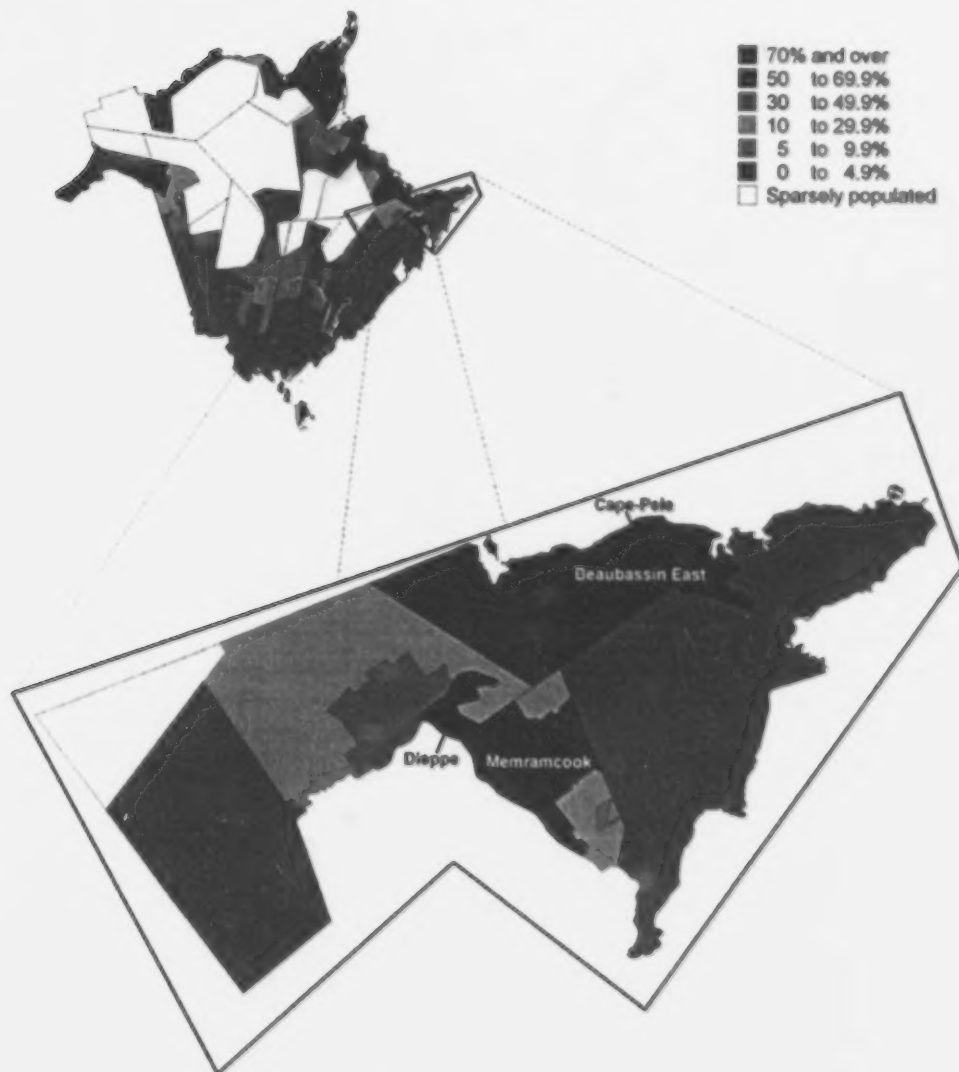 70% and over
50 to 69.9%
30 to 49.9%
10 to 29.9%
5 to 9.9%
0 to 4.9%
Sparsely populated
Cape-Pele
Beaubassin East
Dieppe
Memramcook